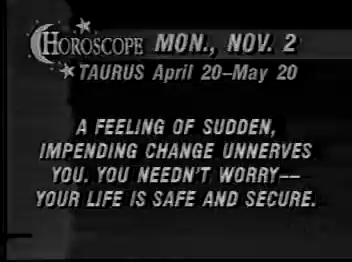 HOROSCOPE MON., NOV. 2
TAURUS April 20–May 20
A FEELING OF SUDDEN,
IMPENDING CHANGE UNNERVES
YOU. YOU NEEDN'T WORRY--
YOUR LIFE IS SAFE AND SECURE.